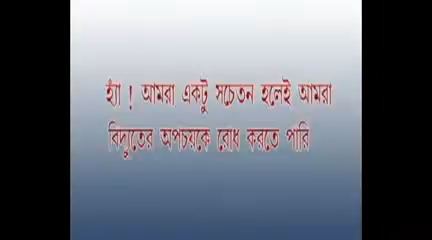 হ্যাঁ ! আমরা একটু সচেতন হলেই আমরা
বিদ্যুতের অপচয়কে রোধ করতে পারি